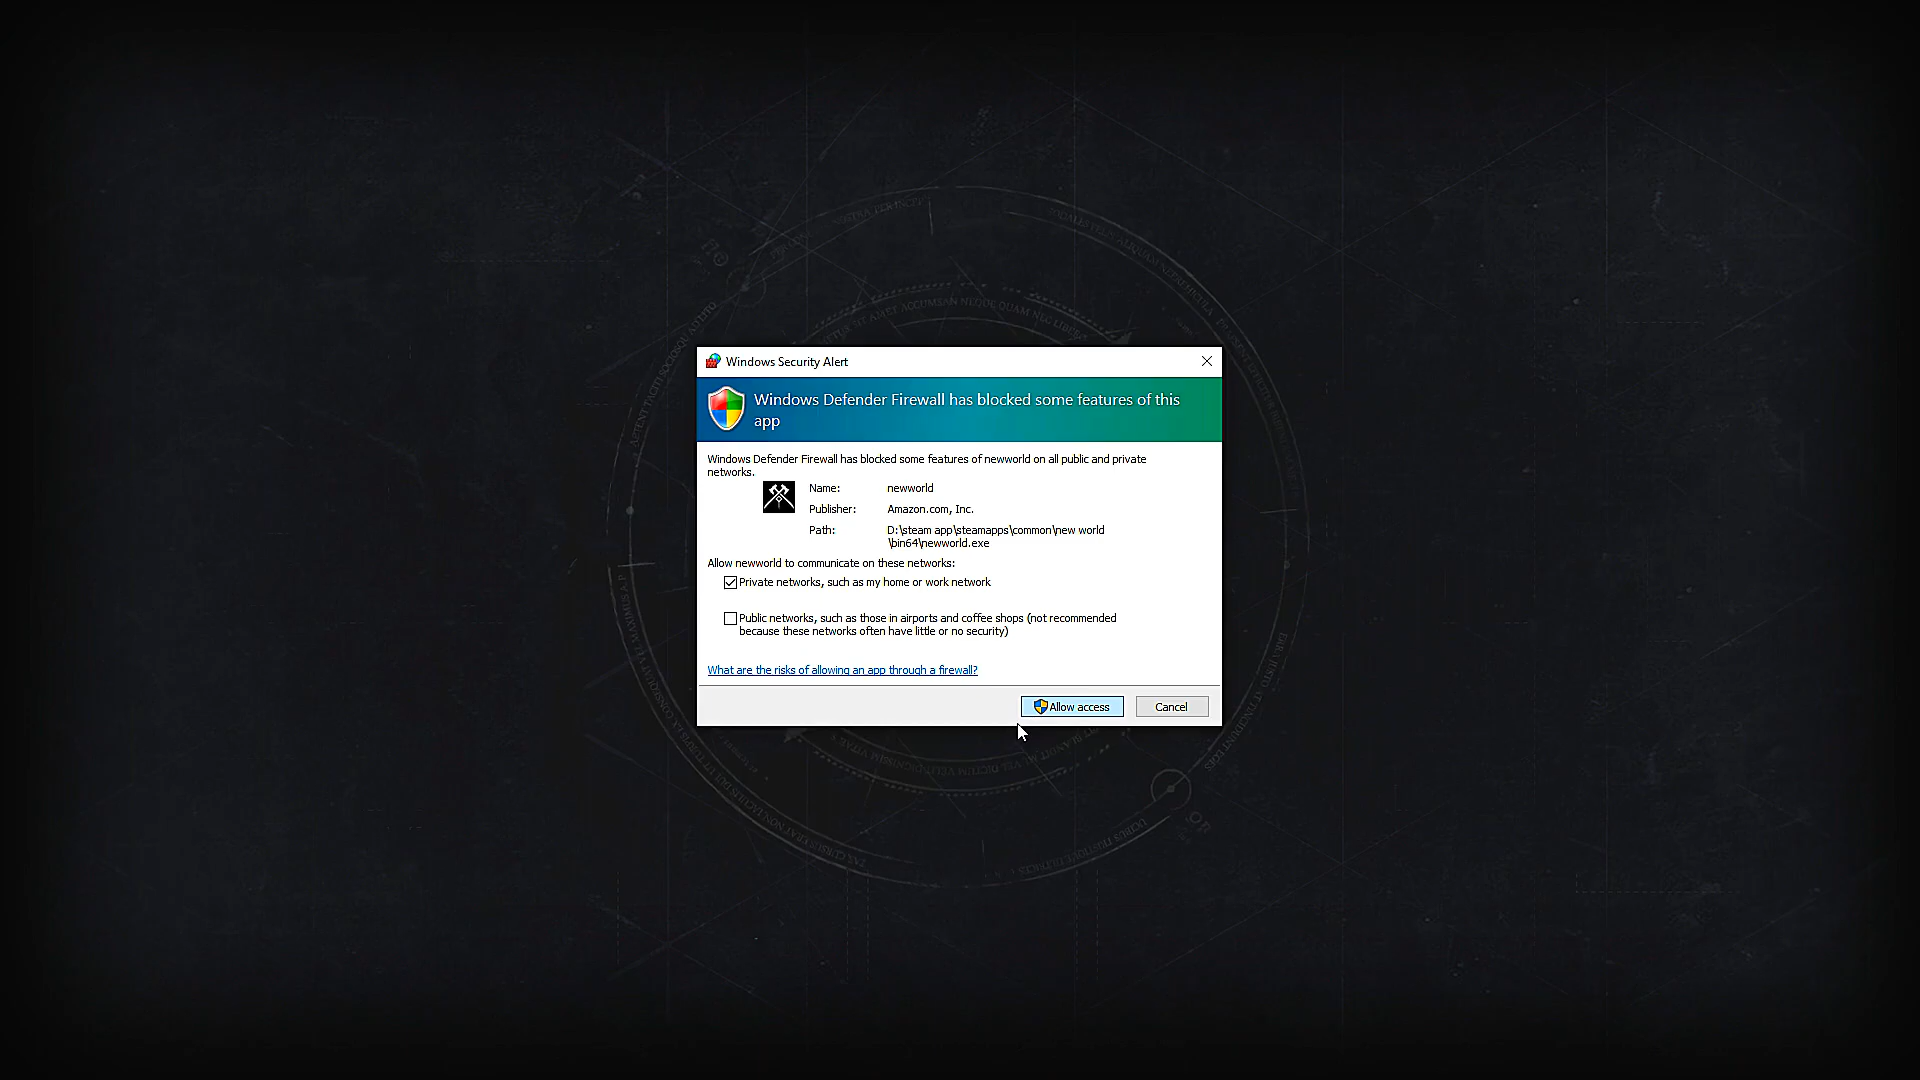 Windows Security Alert
Windows Defender Firewall has blocked some features of this
app
Windows Defender Firewall has blocked some features of newworld on all public and private
networks.
Name: newworld
Publisher: Amazon.com, Inc.
Path: D:\steam app\steamapps\common\new world
\bin64\newworld.exe
Allow newworld to communicate on these networks:
Private networks, such as my home or work network
Public networks, such as those in airports and coffee shops (not recommended
because these networks often have little or no security)
What are the risks of allowing an app through a firewall?
Allow access
Cancel